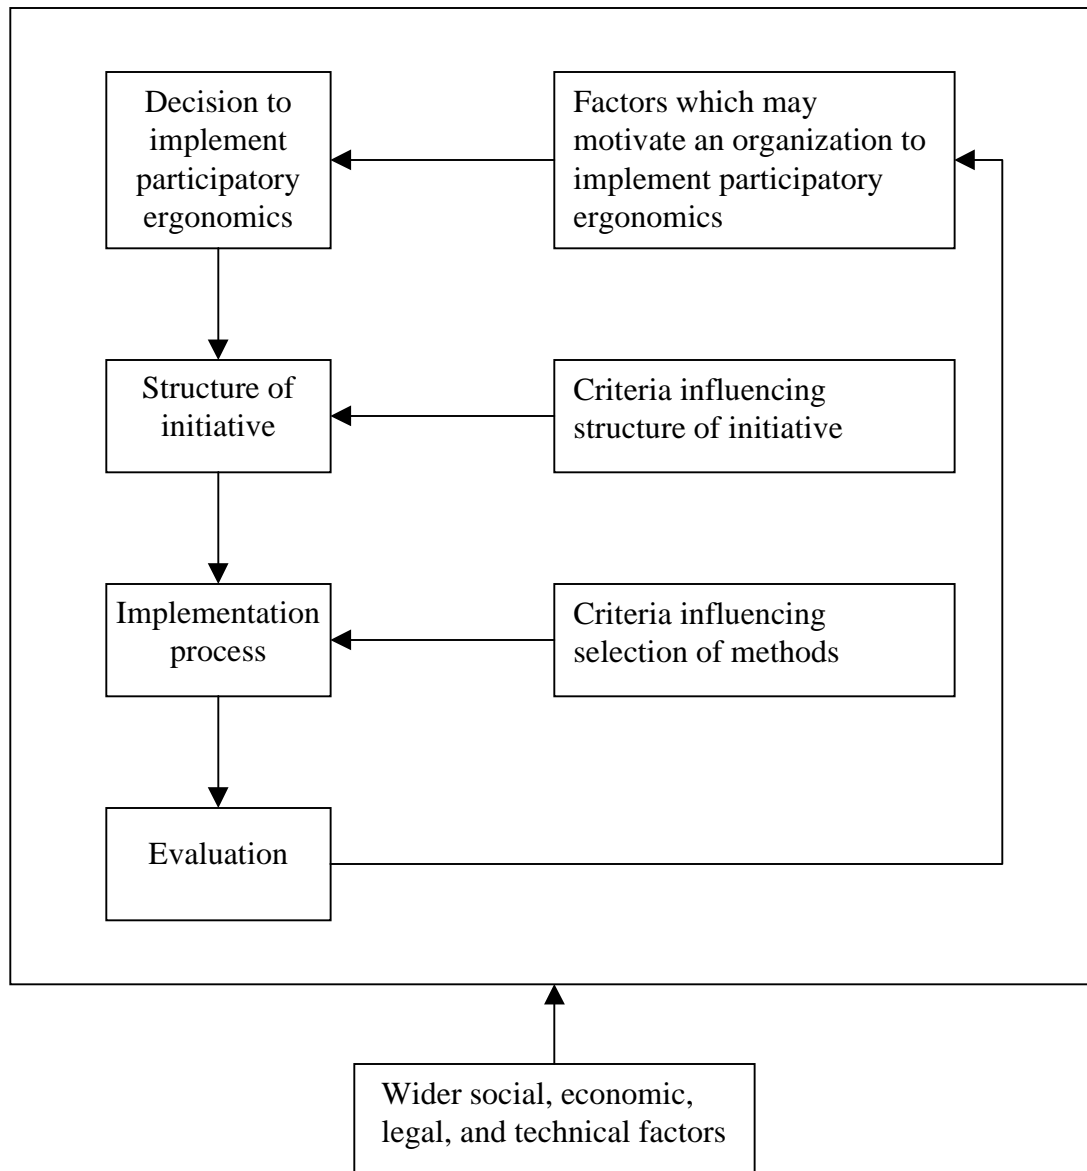 Decision to
implement
participatory
ergonomics
Factors which may
motivate an organization to
implement participatory
ergonomics
Structure of
initiative
Criteria influencing
structure of initiative
Implementation
process
Criteria influencing
selection of methods
Evaluation
Wider social, economic,
legal, and technical factors